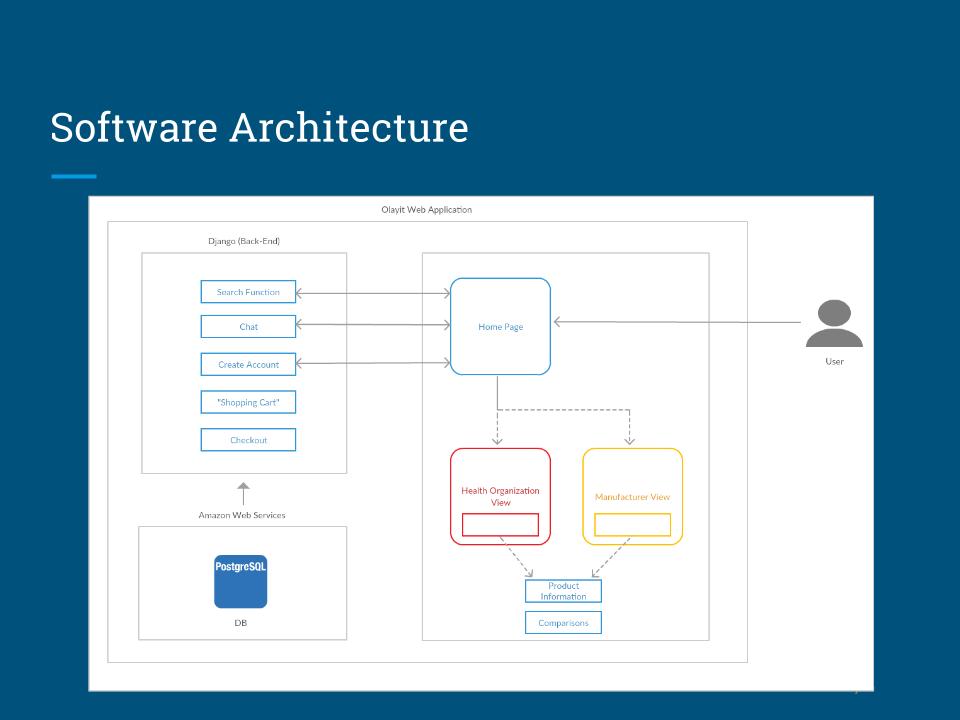 Software Architecture
Olayit Web Application
Django (Back-End)
Search Function
Chat
Create Account
"Shopping Cart"
Checkout
Home Page
User
Health Organization
View
Manufacturer View
Amazon Web Services
PostgreSQL
DB
Product
Information
Comparisons